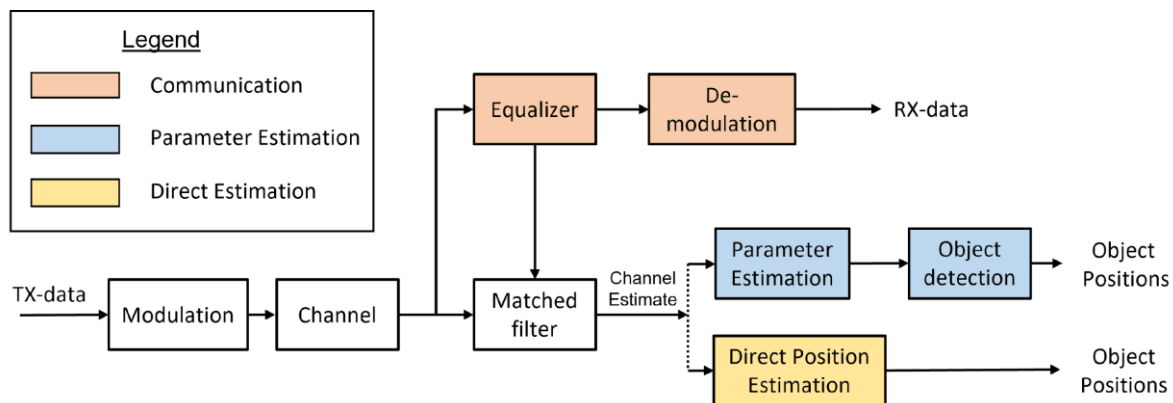 Legend
Communication
Parameter Estimation
Direct Estimation
Equalizer
De-
modulation
RX-data
TX-data
Modulation
Channel
Matched
filter
Channel
Estimate
Parameter
Estimation
Object
detection
Object
Positions
Direct Position
Estimation
Object
Positions